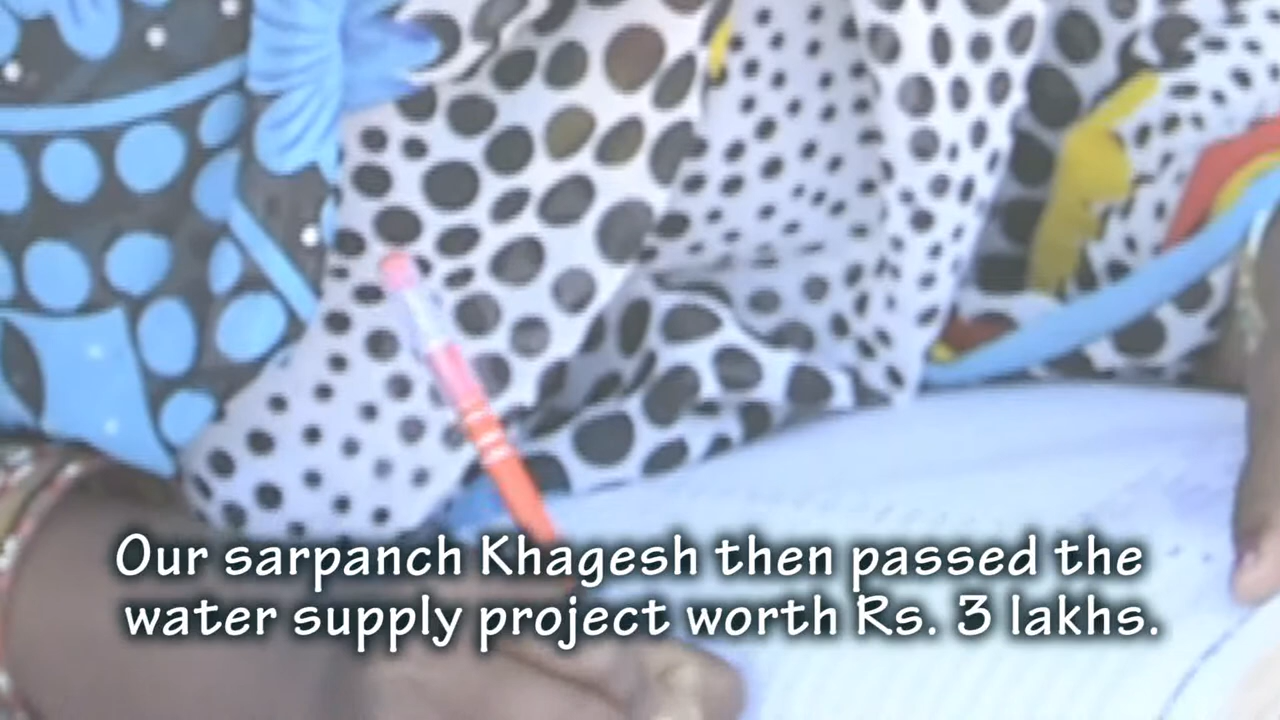 Our sarpanch Khagesh then passed the
water supply project worth Rs. 3 lakhs.